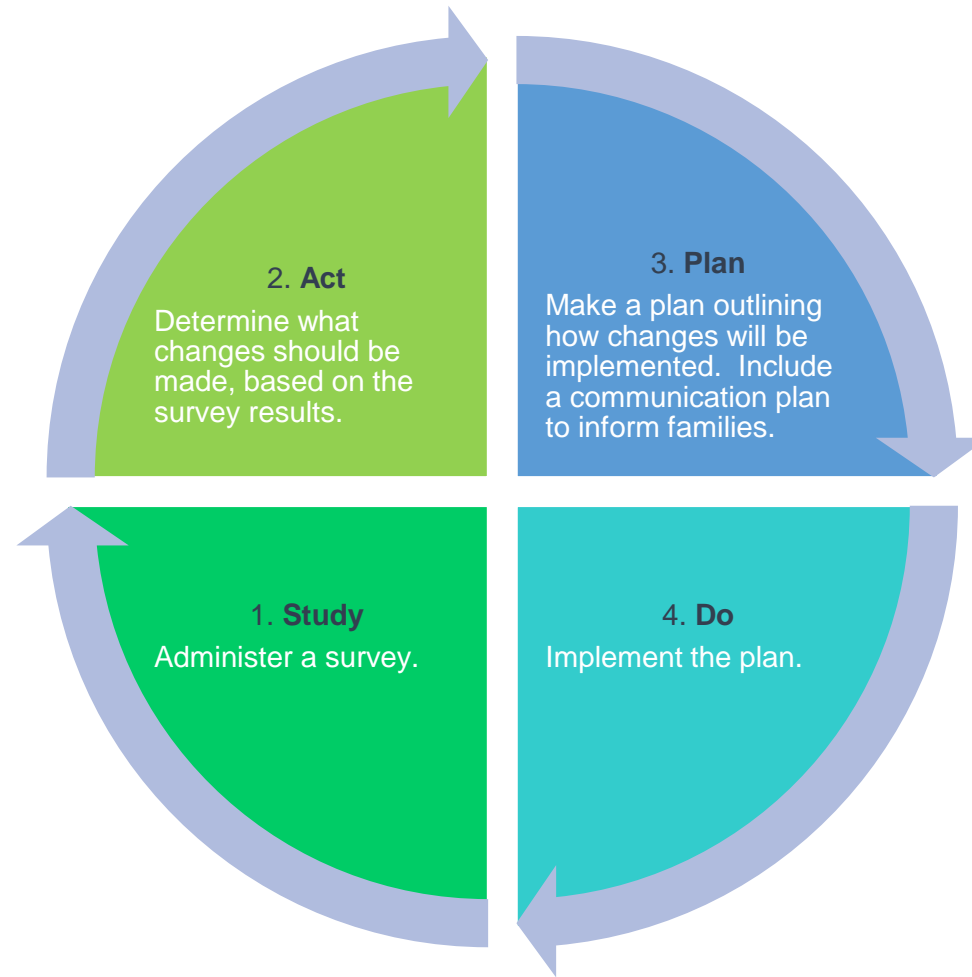 2. Act
Determine what
changes should be
made, based on the
survey results.
3. Plan
Make a plan outlining
how changes will be
implemented.  Include
a communication plan
to inform families.
1. Study
Administer a survey.
4. Do
Implement the plan.